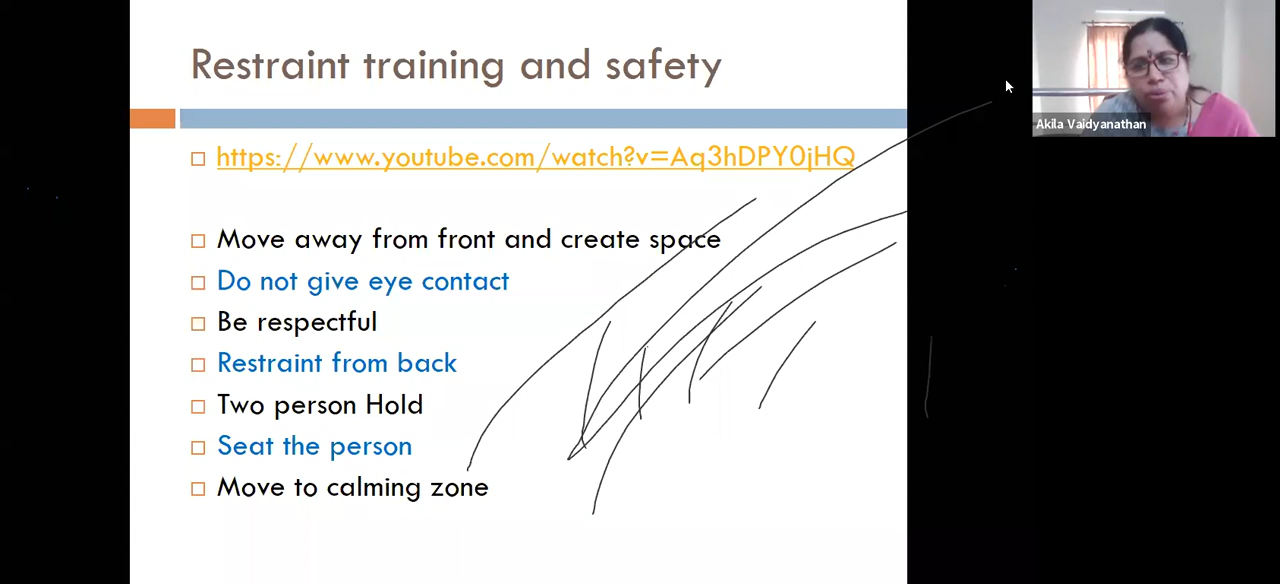 Restraint training and safety
https://www.youtube.com/watch?v=Aq3hDPY0jHQ
Move away from front and create space
Do not give eye contact
Be respectful
Restraint from back
Two person Hold
Seat the person
Move to calming zone
Akila Vaidyanathan